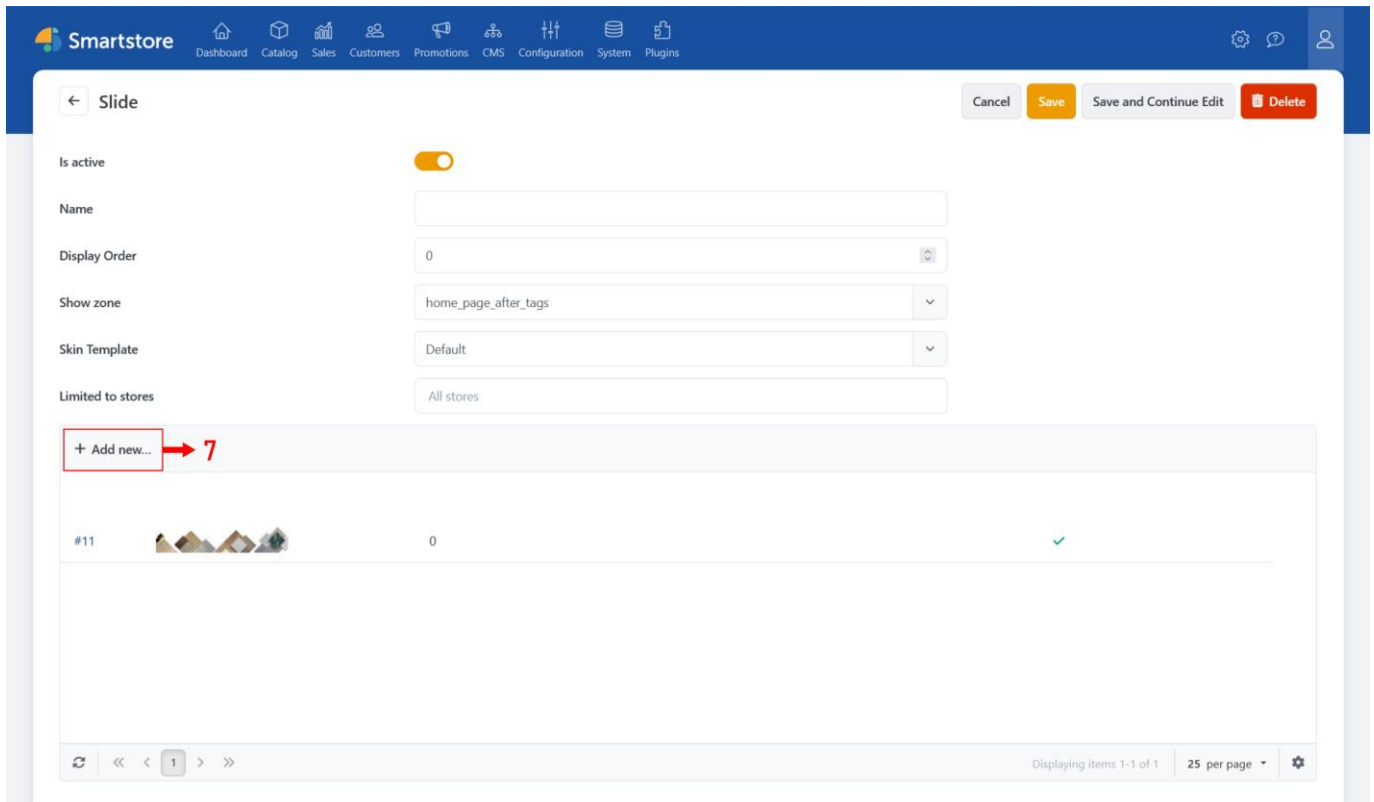 Smartstore
Dashboard Catalog Sales Customers Promotions CMS Configuration System Plugins
Slide
Cancel Save Save and Continue Edit Delete
Is active
Name
Display Order 0
Show zone home_page_after_tags
Skin Template Default
Limited to stores All stores
+ Add new... 7
#11 0
1 Displaying items 1-1 of 1 25 per page